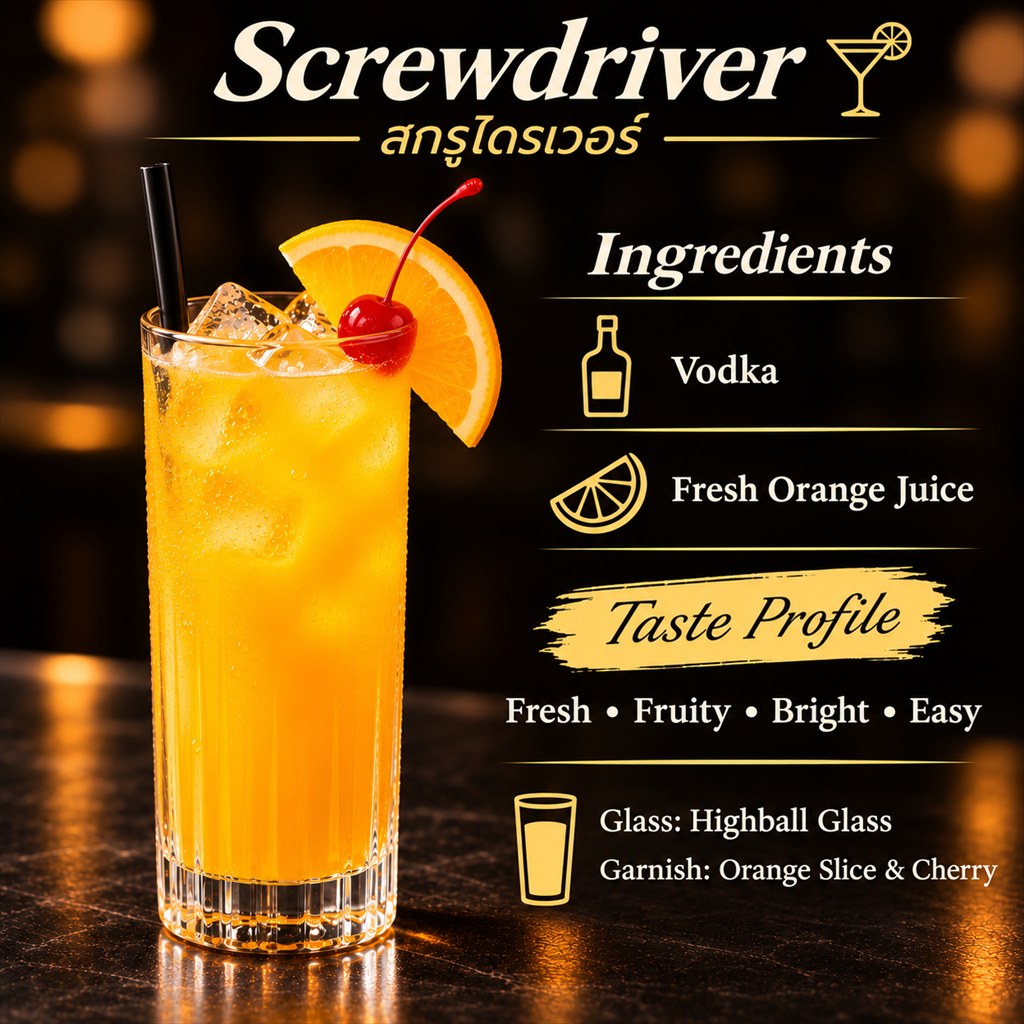 Screwdriver
สกรูไดรเวอร์
Ingredients
Vodka
Fresh Orange Juice
Taste Profile
Fresh • Fruity • Bright • Easy
Glass: Highball Glass
Garnish: Orange Slice & Cherry